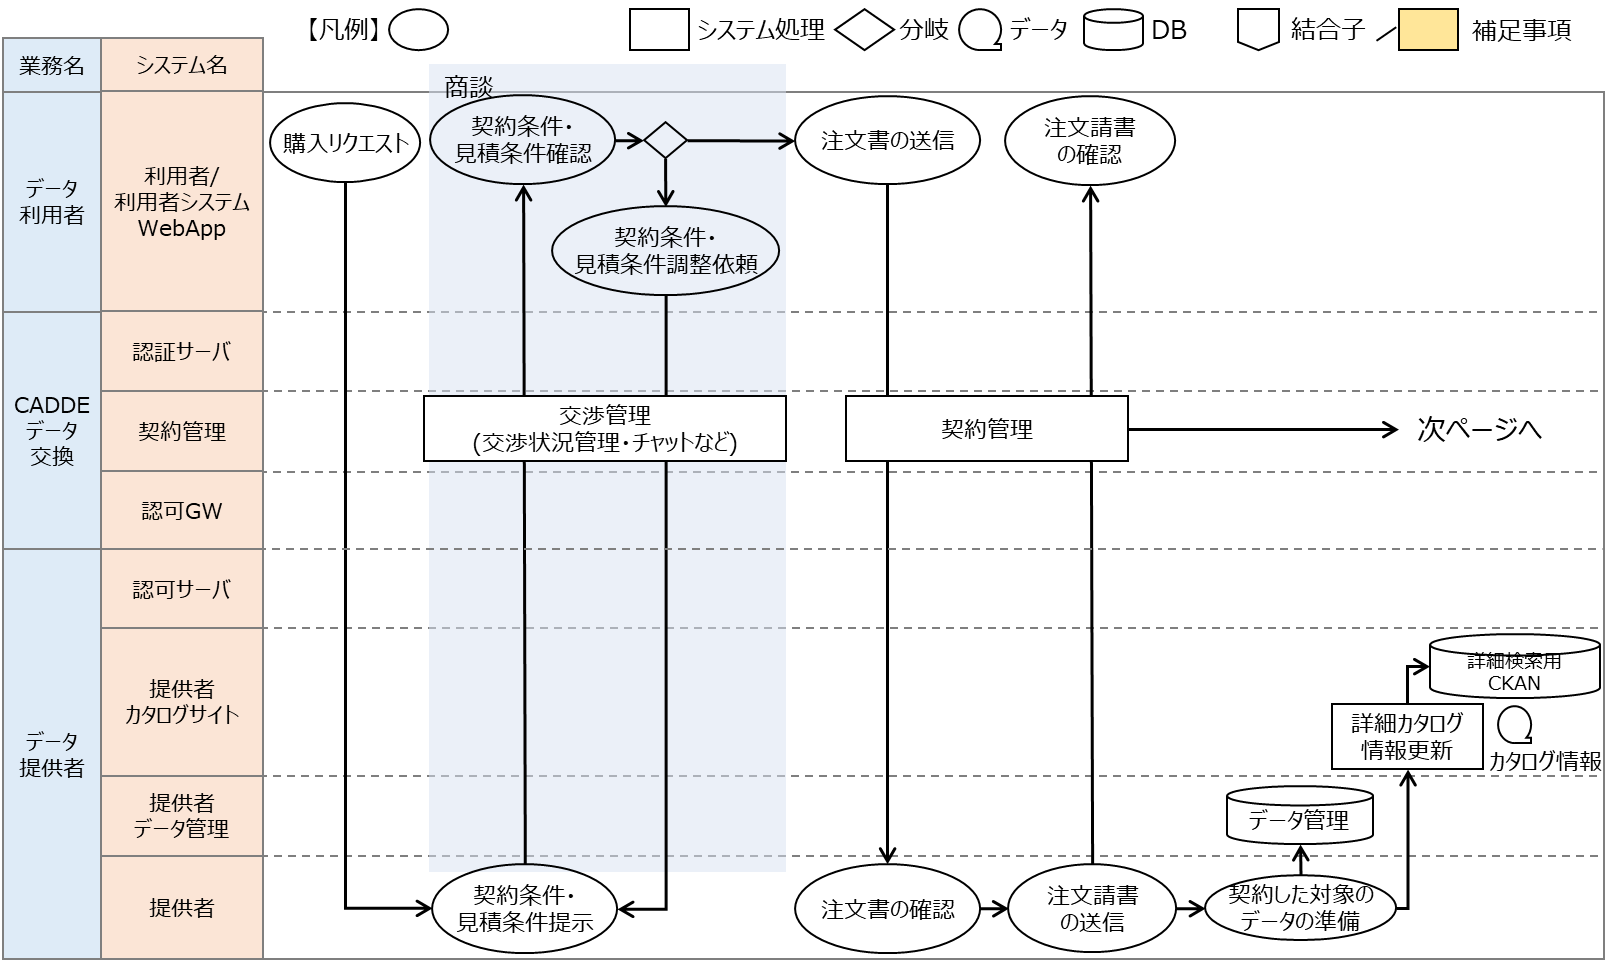 【凡例】
システム処理
分岐
データ
DB
結合子
補足事項
業務名
システム名
商談
データ
利用者
利用者/
利用者システム
WebApp
購入リクエスト
契約条件・
見積条件確認
注文書の送信
注文請書
の確認
契約条件・
見積条件調整依頼
CADDE
データ
交換
認証サーバ
契約管理
交渉管理
(交渉状況管理・チャットなど)
契約管理
次ページへ
認可GW
データ
提供者
認可サーバ
提供者
カタログサイト
詳細検索用
CKAN
詳細カタログ
情報更新
カタログ情報
提供者
データ管理
データ管理
提供者
契約条件・
見積条件提示
注文書の確認
注文請書
の送信
契約した対象の
データの準備